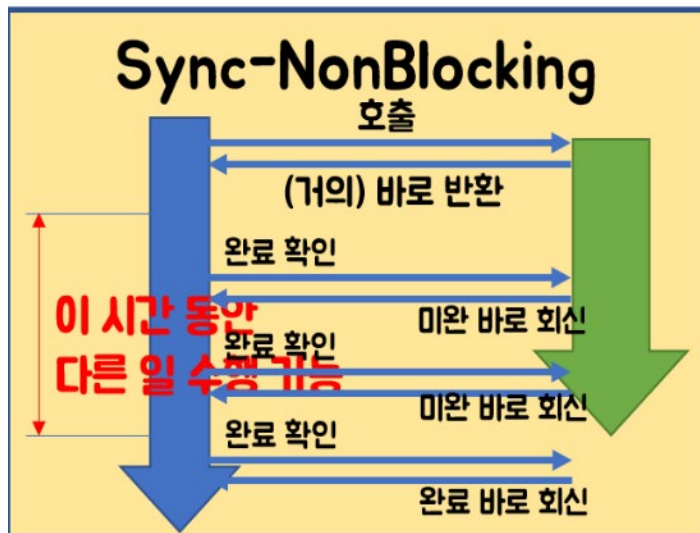 Sync-NonBlocking
호출
(거의) 바로 반환
완료 확인
이 시간 동안
미완 바로 회신
완료 확인
다른 일 수행 가능
미완 바로 회신
완료 확인
완료 바로 회신